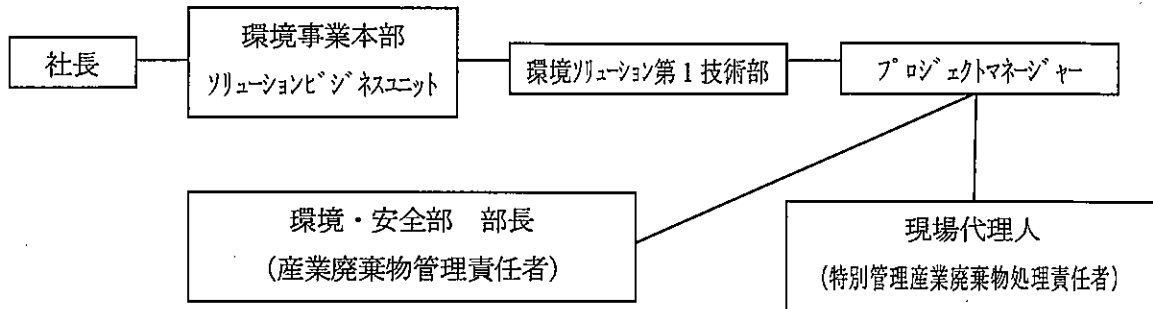 社長
環境事業本部
ソリューションビジネスユニット
環境ソリューション第1技術部
プロジェクトマネージャー
環境・安全部 部長
(産業廃棄物管理責任者)
現場代理人
(特別管理産業廃棄物処理責任者)